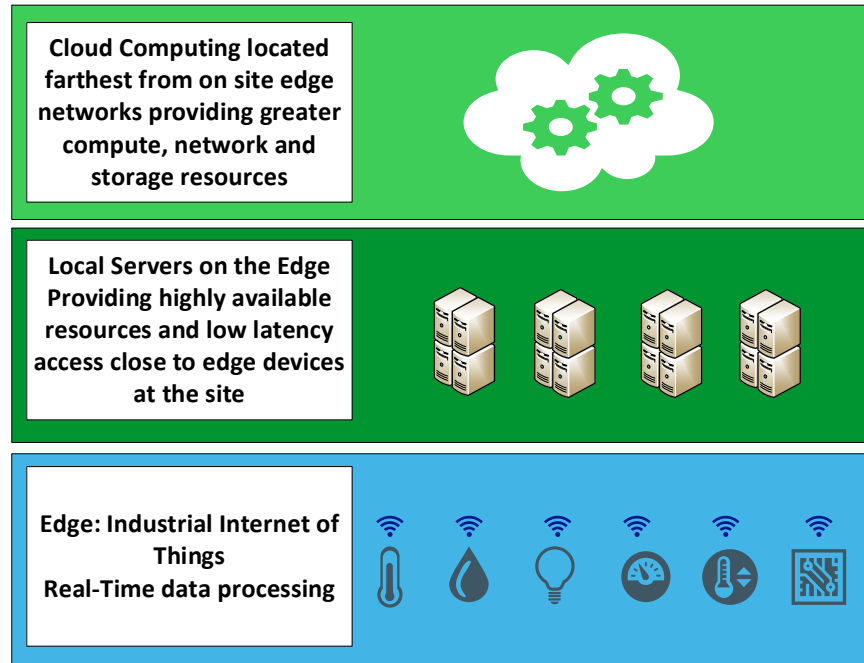 Cloud Computing located
farthest from on site edge
networks providing greater
compute, network and
storage resources
Local Servers on the Edge
Providing highly available
resources and low latency
access close to edge devices
at the site
Edge: Industrial Internet of
Things
Real-Time data processing